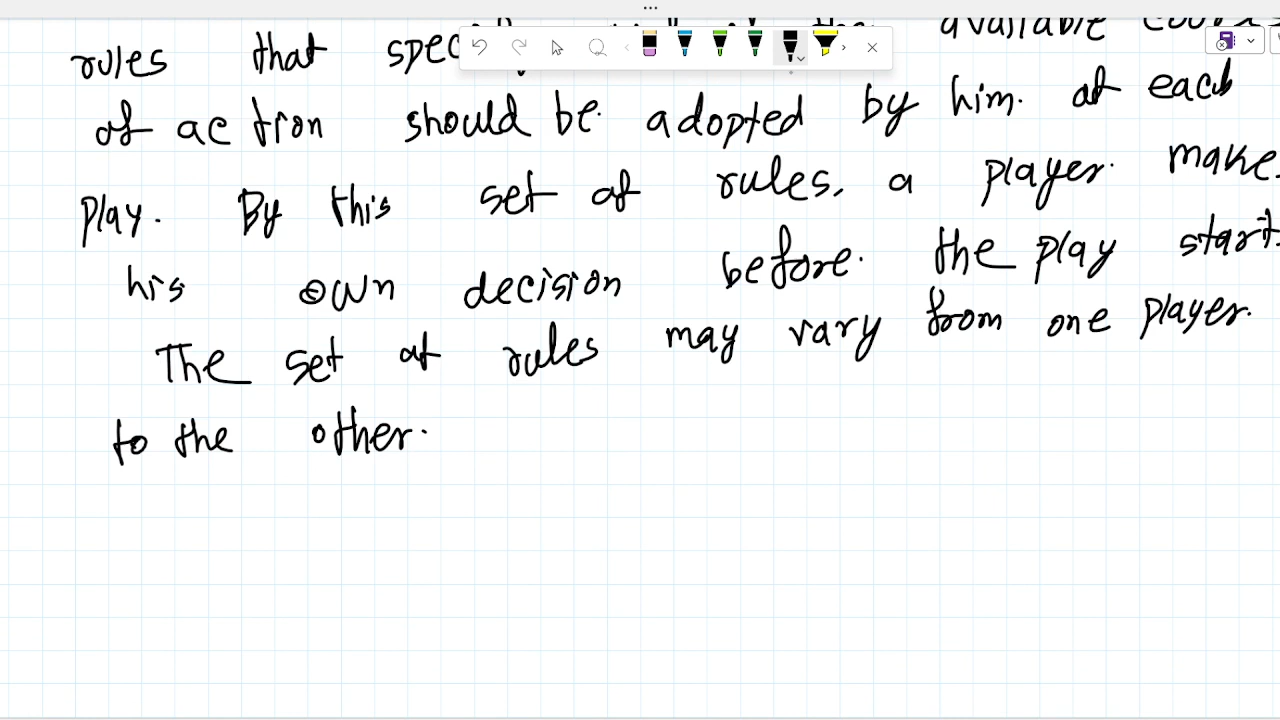 rules that the available
of action should be adopted by him. at each
play. By this set of rules, a player. make
his own decision before. the play start
The set of rules may vary from one player.
to the other.